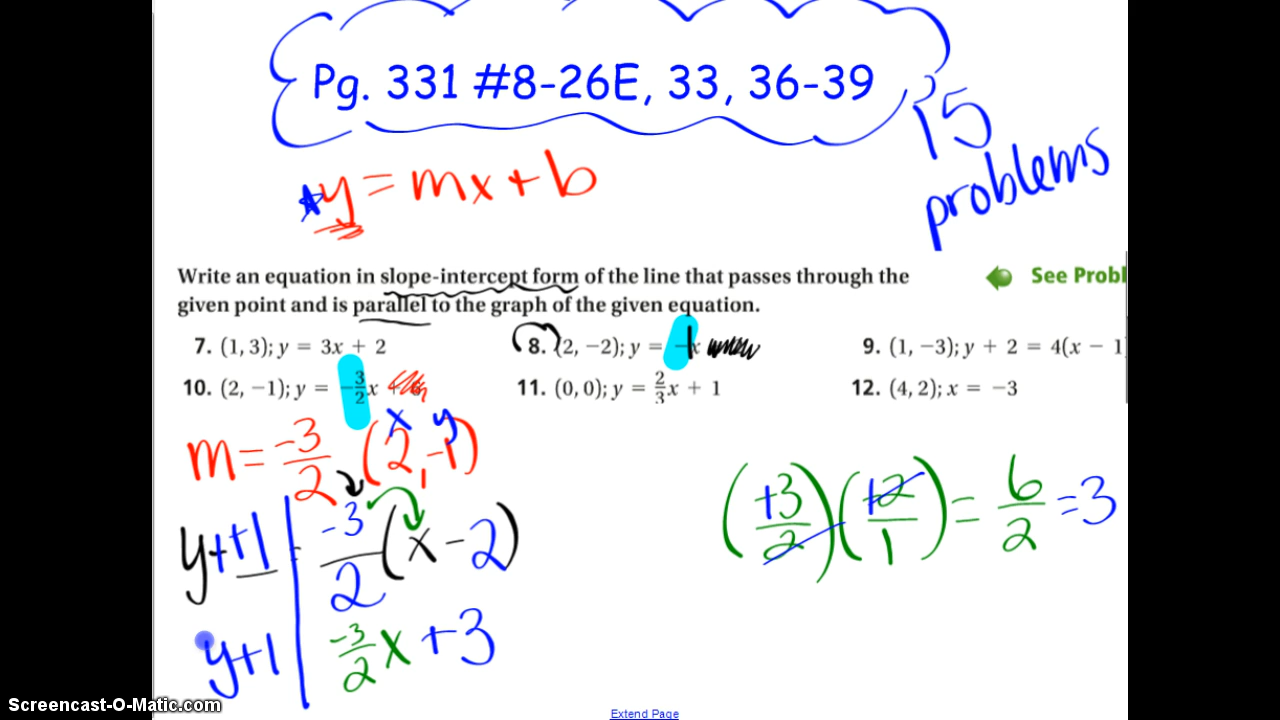 Pg. 331 #8-26E, 33, 36-39
15
problems
*y = mx + b
Write an equation in slope-intercept form of the line that passes through the
given point and is parallel to the graph of the given equation.
See Probl
7. (1, 3); y = 3x + 2
8. (2, −2); y = −x
9. (1, −3); y + 2 = 4(x − 1
10. (2, −1); y = −3/2 x
11. (0, 0); y = 2/3 x + 1
12. (4, 2); x = −3
x y
m = -3/2 (2, -1)
y + +1 = -3/2 (x - 2)
(+3/2)(+2/1) = 6/2 = 3
y+1 -3/2 x + 3
Screencast-O-Matic.com
Extend Page